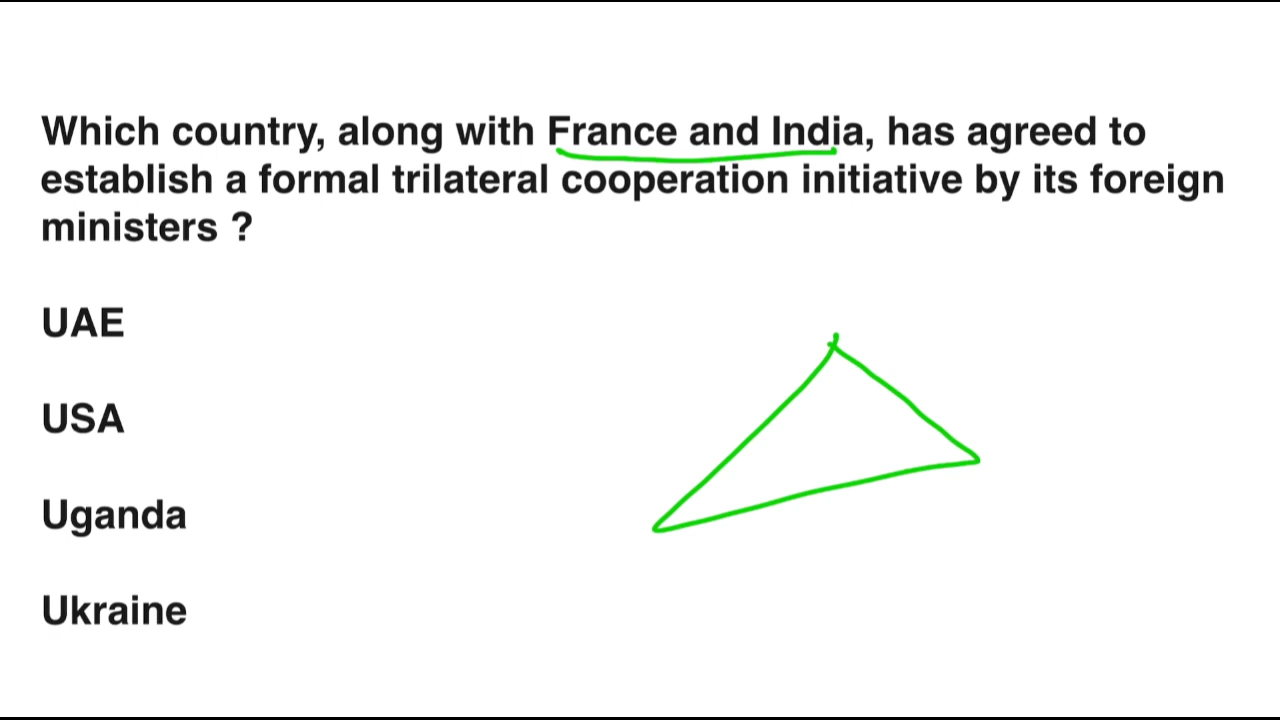 Which country, along with France and India, has agreed to
establish a formal trilateral cooperation initiative by its foreign
ministers ?
UAE
USA
Uganda
Ukraine